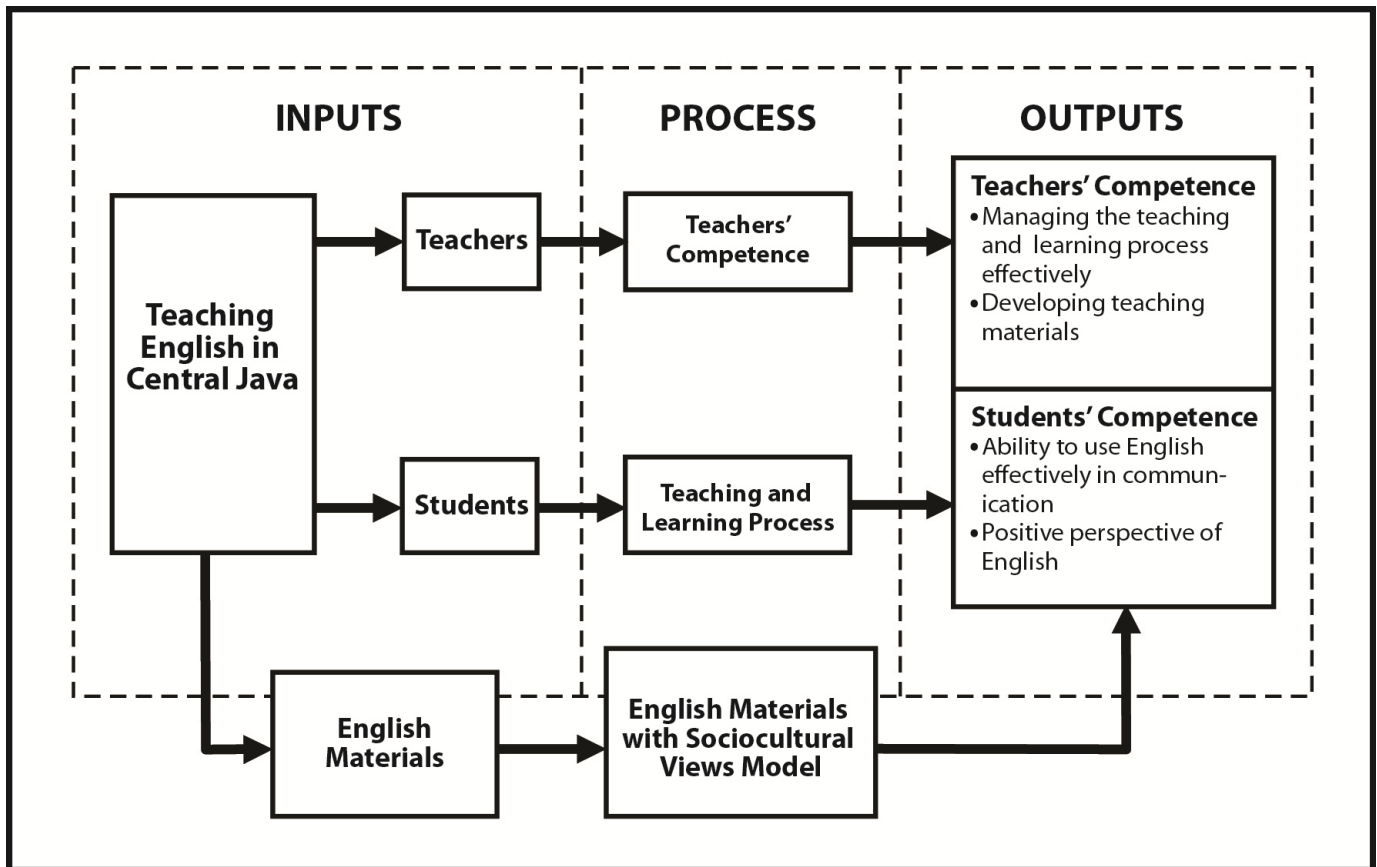 INPUTS
PROCESS
OUTPUTS
Teaching
English in
Central Java
Teachers
Students
English
Materials
Teachers’
Competence
Teaching and
Learning Process
English Materials
with Sociocultural
Views Model
Teachers’ Competence
•Managing the teaching
and learning process
effectively
•Developing teaching
materials
Students’ Competence
•Ability to use English
effectively in commun-
ication
•Positive perspective of
English